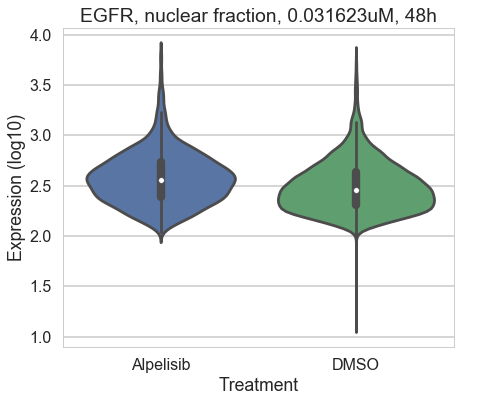 EGFR, nuclear fraction, 0.031623uM, 48h
4.0
3.5
3.0
2.5
2.0
1.5
1.0
Expression (log10)
Alpelisib
DMSO
Treatment